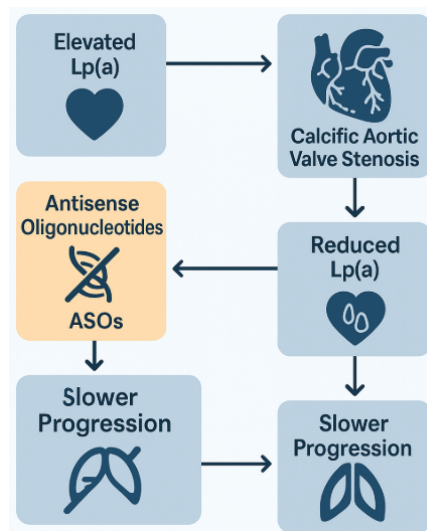 Elevated
Lp(a)
Calcific Aortic
Valve Stenosis
Antisense
Oligonucleotides
ASOs
Reduced
Lp(a)
Slower
Progression
Slower
Progression